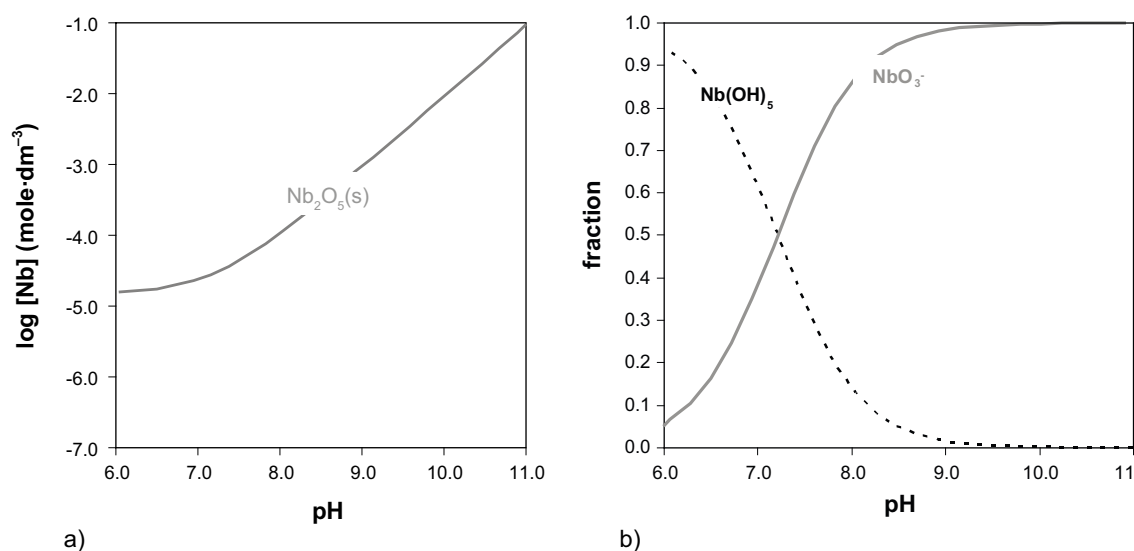 -1.0
-2.0
-3.0
-4.0
-5.0
-6.0
-7.0
log [Nb] (mole·dm⁻³)
Nb₂O₅(s)
6.0 7.0 8.0 9.0 10.0 11.0
pH
a)
1.0
0.9
0.8
0.7
0.6
0.5
0.4
0.3
0.2
0.1
0.0
fraction
Nb(OH)₅
NbO₃⁻
6.0 7.0 8.0 9.0 10.0 11
pH
b)